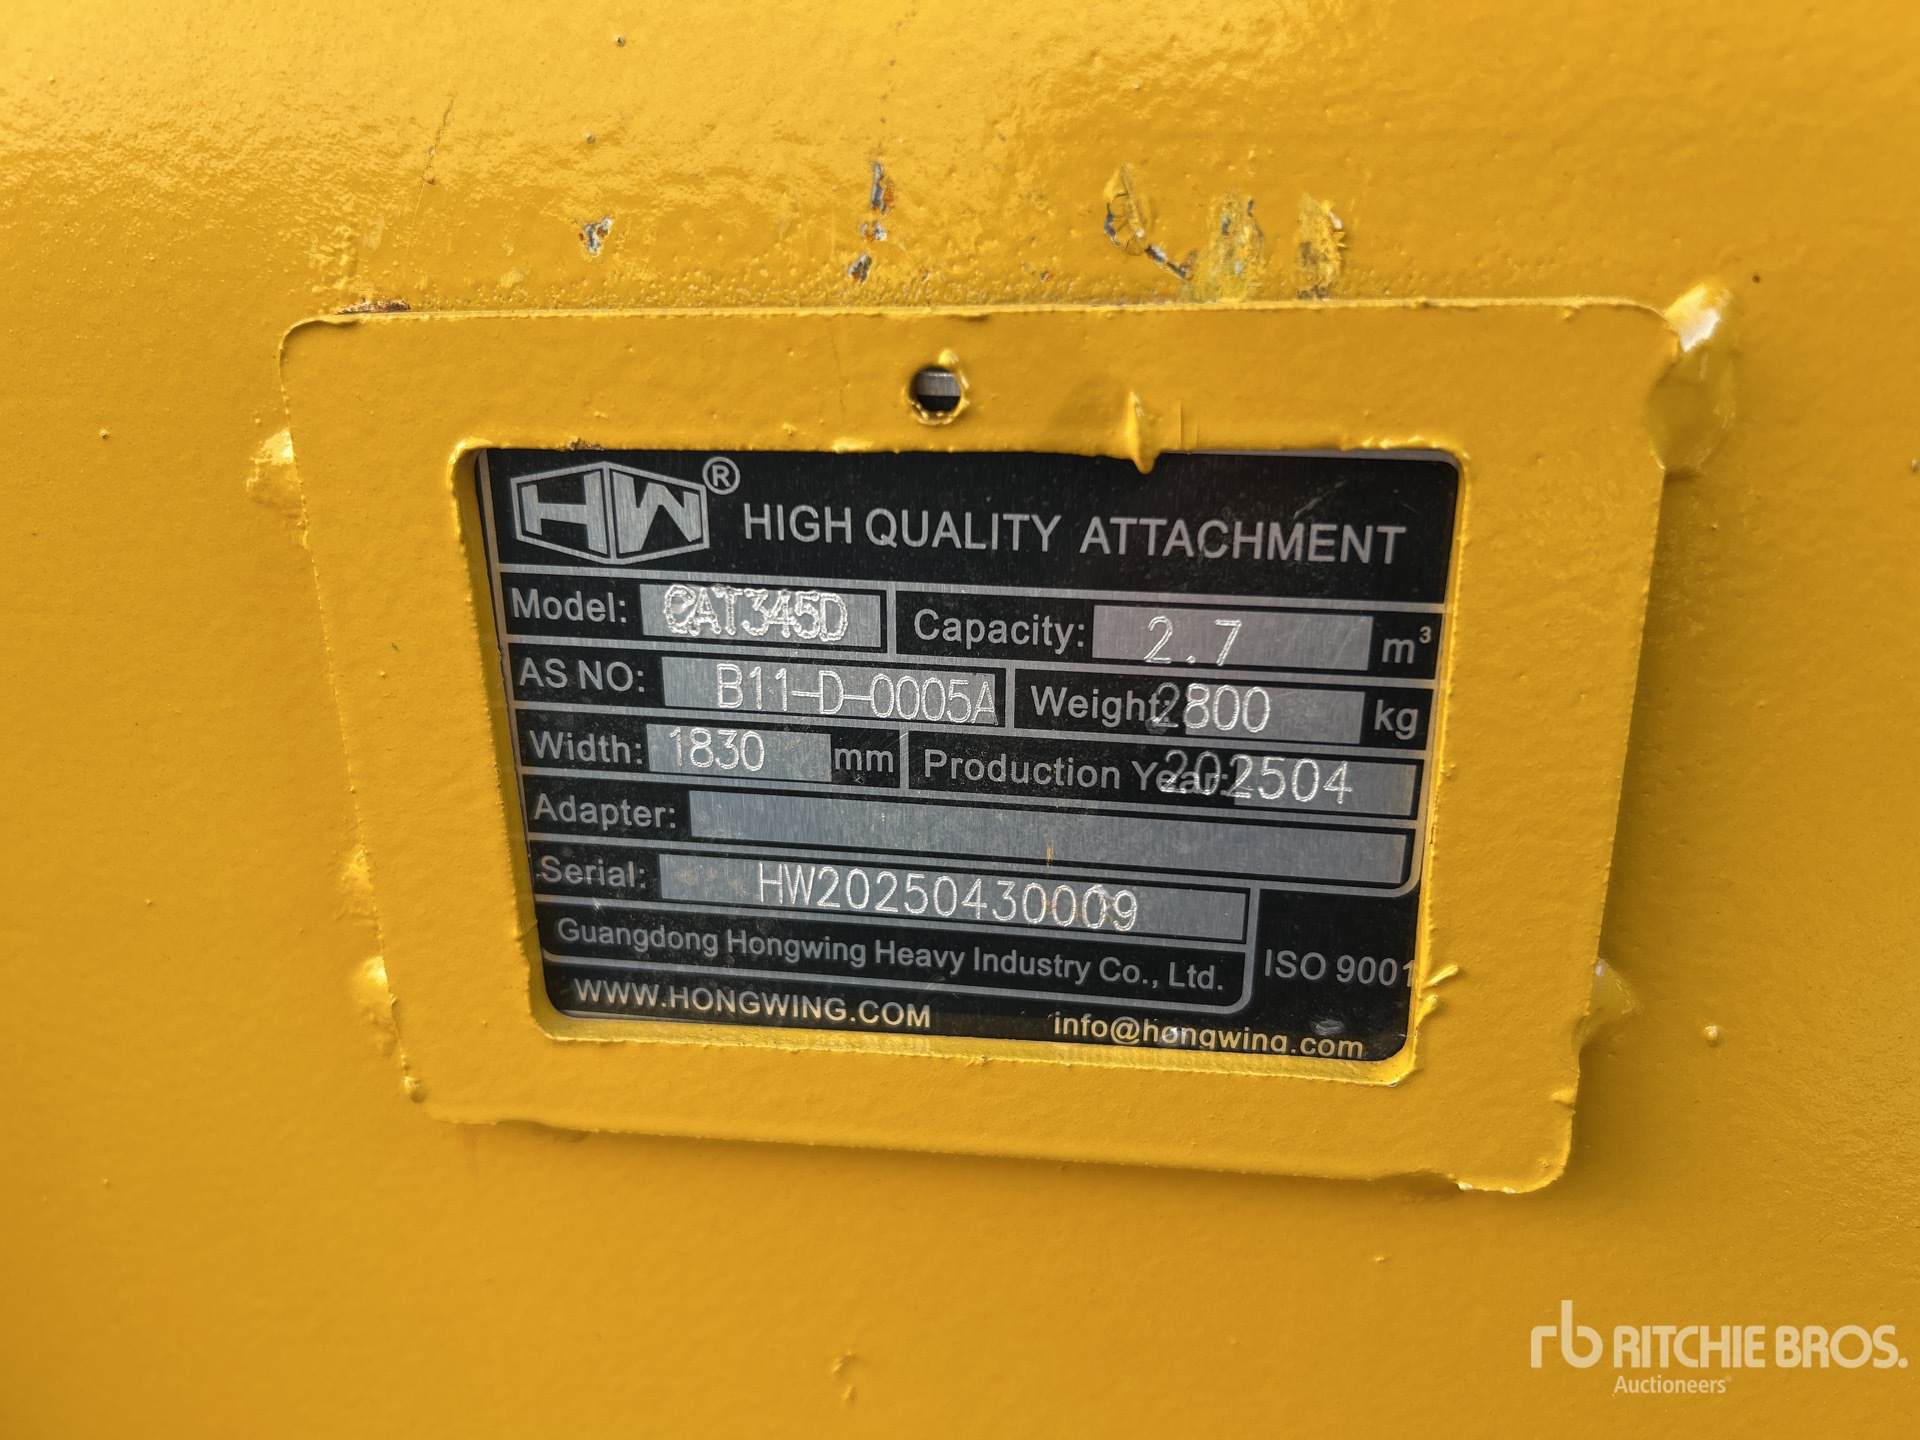 HW® HIGH QUALITY ATTACHMENT
Model: CAT345D Capacity: 2.7 m³
AS NO: B11-D-0005A Weight: 2800 kg
Width: 1830 mm Production Year: 202504
Adapter:
Serial: HW20250430009
Guangdong Hongwing Heavy Industry Co., Ltd. ISO 9001
WWW.HONGWING.COM info@hongwing.com
rb RITCHIE BROS.
Auctioneers